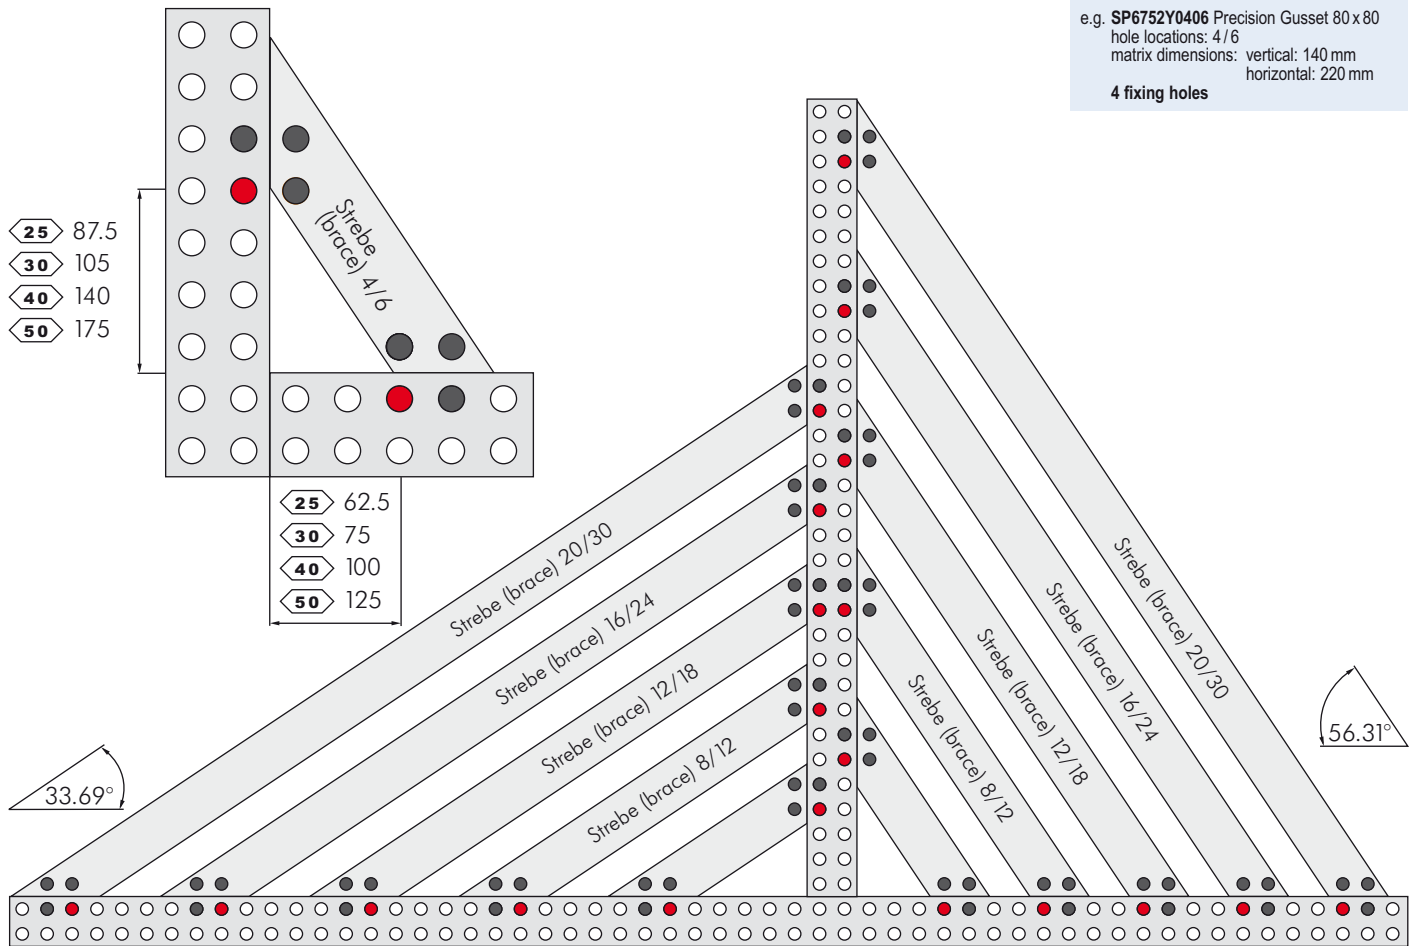 e.g. SP6752Y0406 Precision Gusset 80 x 80
hole locations: 4 / 6
matrix dimensions: vertical: 140 mm
horizontal: 220 mm
4 fixing holes
Strebe
(brace) 4/6
25 87.5
30 105
40 140
50 175
25 62.5
30 75
40 100
50 125
Strebe (brace) 20/30
Strebe (brace) 16/24
Strebe (brace) 12/18
Strebe (brace) 8/12
Strebe (brace) 20/30
Strebe (brace) 16/24
Strebe (brace) 12/18
Strebe (brace) 8/12
33.69°
56.31°